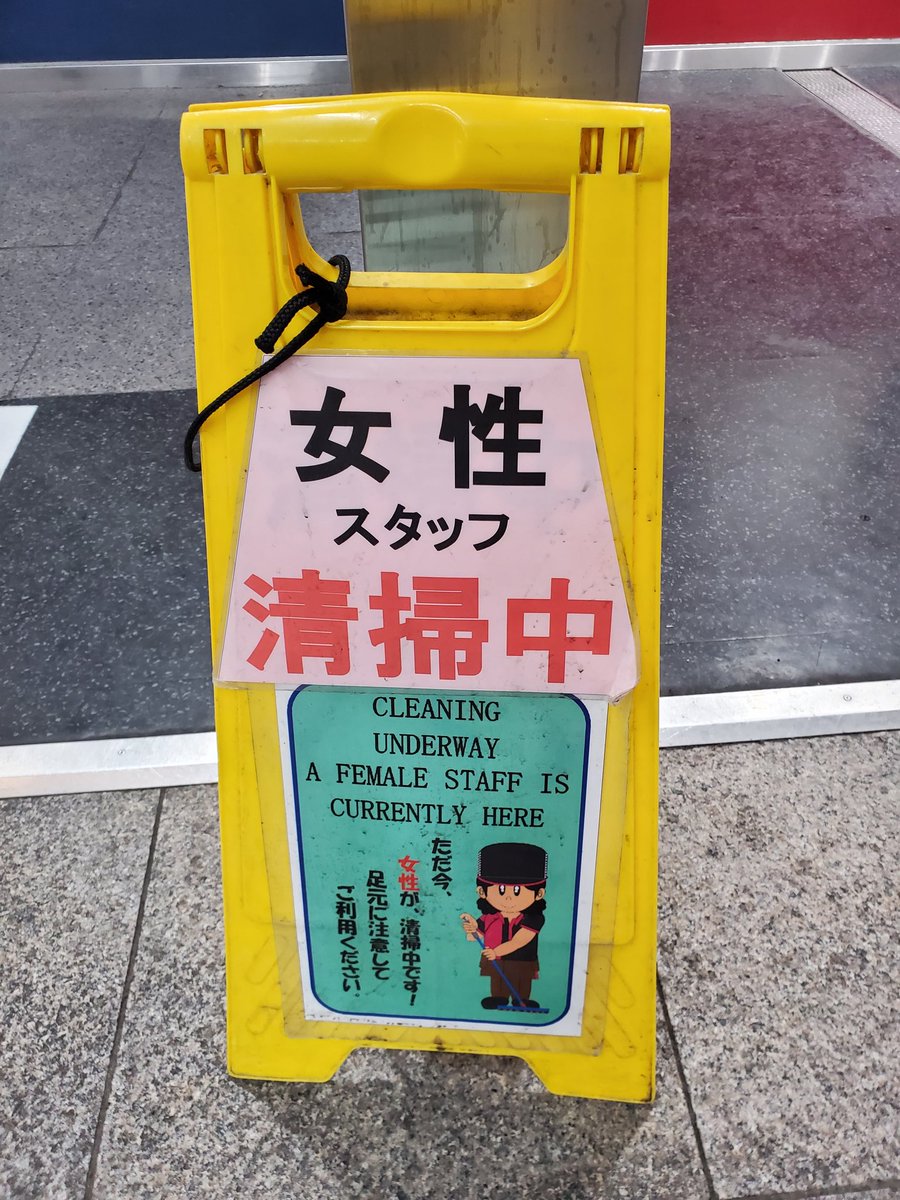 女性
スタッフ
清掃中
CLEANING
UNDERWAY
A FEMALE STAFF IS
CURRENTLY HERE
ただ今、
女性が、清掃中です!
足元に注意して
ご利用ください。